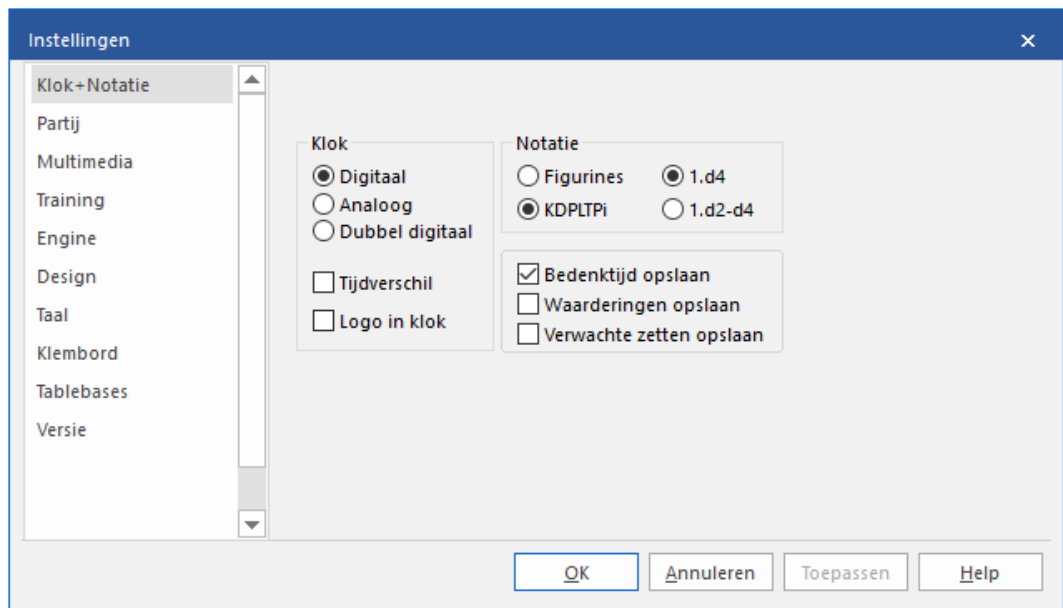 Instellingen
Klok+Notatie
Partij
Multimedia
Training
Engine
Design
Taal
Klembord
Tablebases
Versie
Klok
Digitaal
Analoog
Dubbel digitaal
Tijdverschil
Logo in klok
Notatie
Figurines
1.d4
KDPLTPi
1.d2-d4
Bedenktijd opslaan
Waarderingen opslaan
Verwachte zetten opslaan
OK
Annuleren
Toepassen
Help